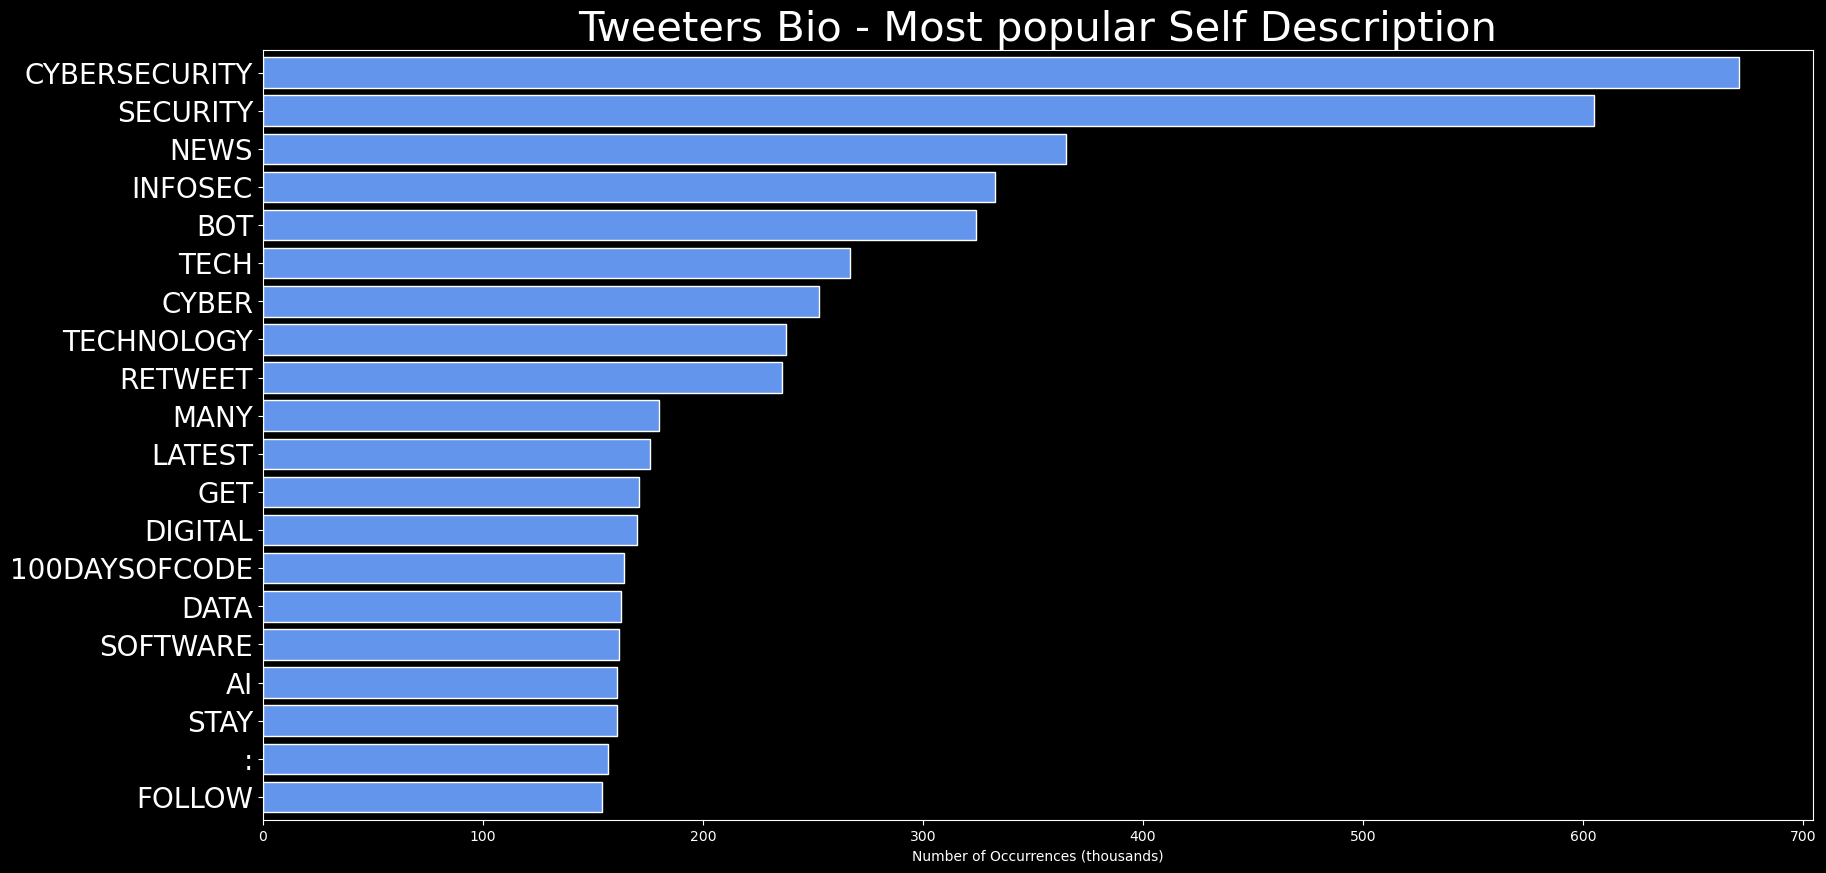 Tweeters Bio - Most popular Self Description
CYBERSECURITY
SECURITY
NEWS
INFOSEC
BOT
TECH
CYBER
TECHNOLOGY
RETWEET
MANY
LATEST
GET
DIGITAL
100DAYSOFCODE
DATA
SOFTWARE
AI
STAY
:
FOLLOW
0 100 200 300 400 500 600 700
Number of Occurrences (thousands)